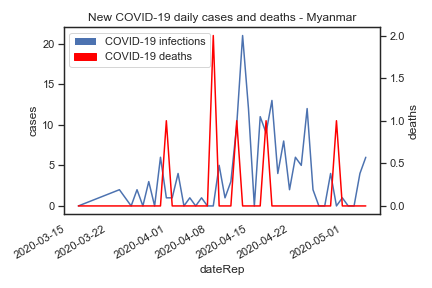 New COVID-19 daily cases and deaths - Myanmar
COVID-19 infections
COVID-19 deaths
cases
20
15
10
5
0
deaths
2.0
1.5
1.0
0.5
0.0
2020-03-15
2020-03-22
2020-04-01
2020-04-08
2020-04-15
2020-04-22
2020-05-01
dateRep